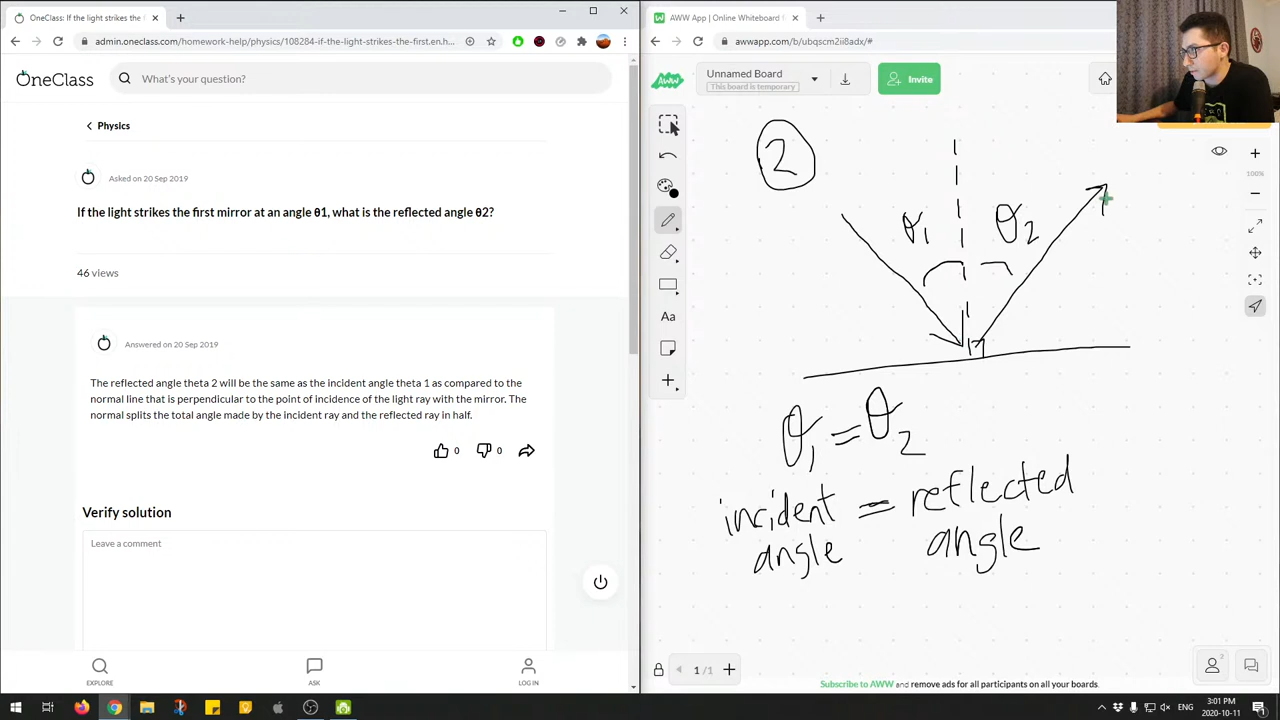 OneClass: If the light strikes the f
AWW App | Online Whiteboard f
admin.oneclass.com/homework-help/physics/108284-if-the-light-strikes-the-first.en.h...
awwapp.com/b/ubqscm2ii8adx/#
OneClass
What's your question?
Unnamed Board
This board is temporary
Invite
Physics
Asked on 20 Sep 2019
If the light strikes the first mirror at an angle θ1, what is the reflected angle θ2?
46 views
Answered on 20 Sep 2019
The reflected angle theta 2 will be the same as the incident angle theta 1 as compared to the
normal line that is perpendicular to the point of incidence of the light ray with the mirror. The
normal splits the total angle made by the incident ray and the reflected ray in half.
0
0
Verify solution
Leave a comment
EXPLORE
ASK
LOG IN
2
θ1
θ2
θ1 = θ2
incident = reflected
angle angle
100%
Aa
1 / 1
7
Subscribe to AWW and remove ads for all participants on all your boards.
ENG
3:01 PM
2020-10-11